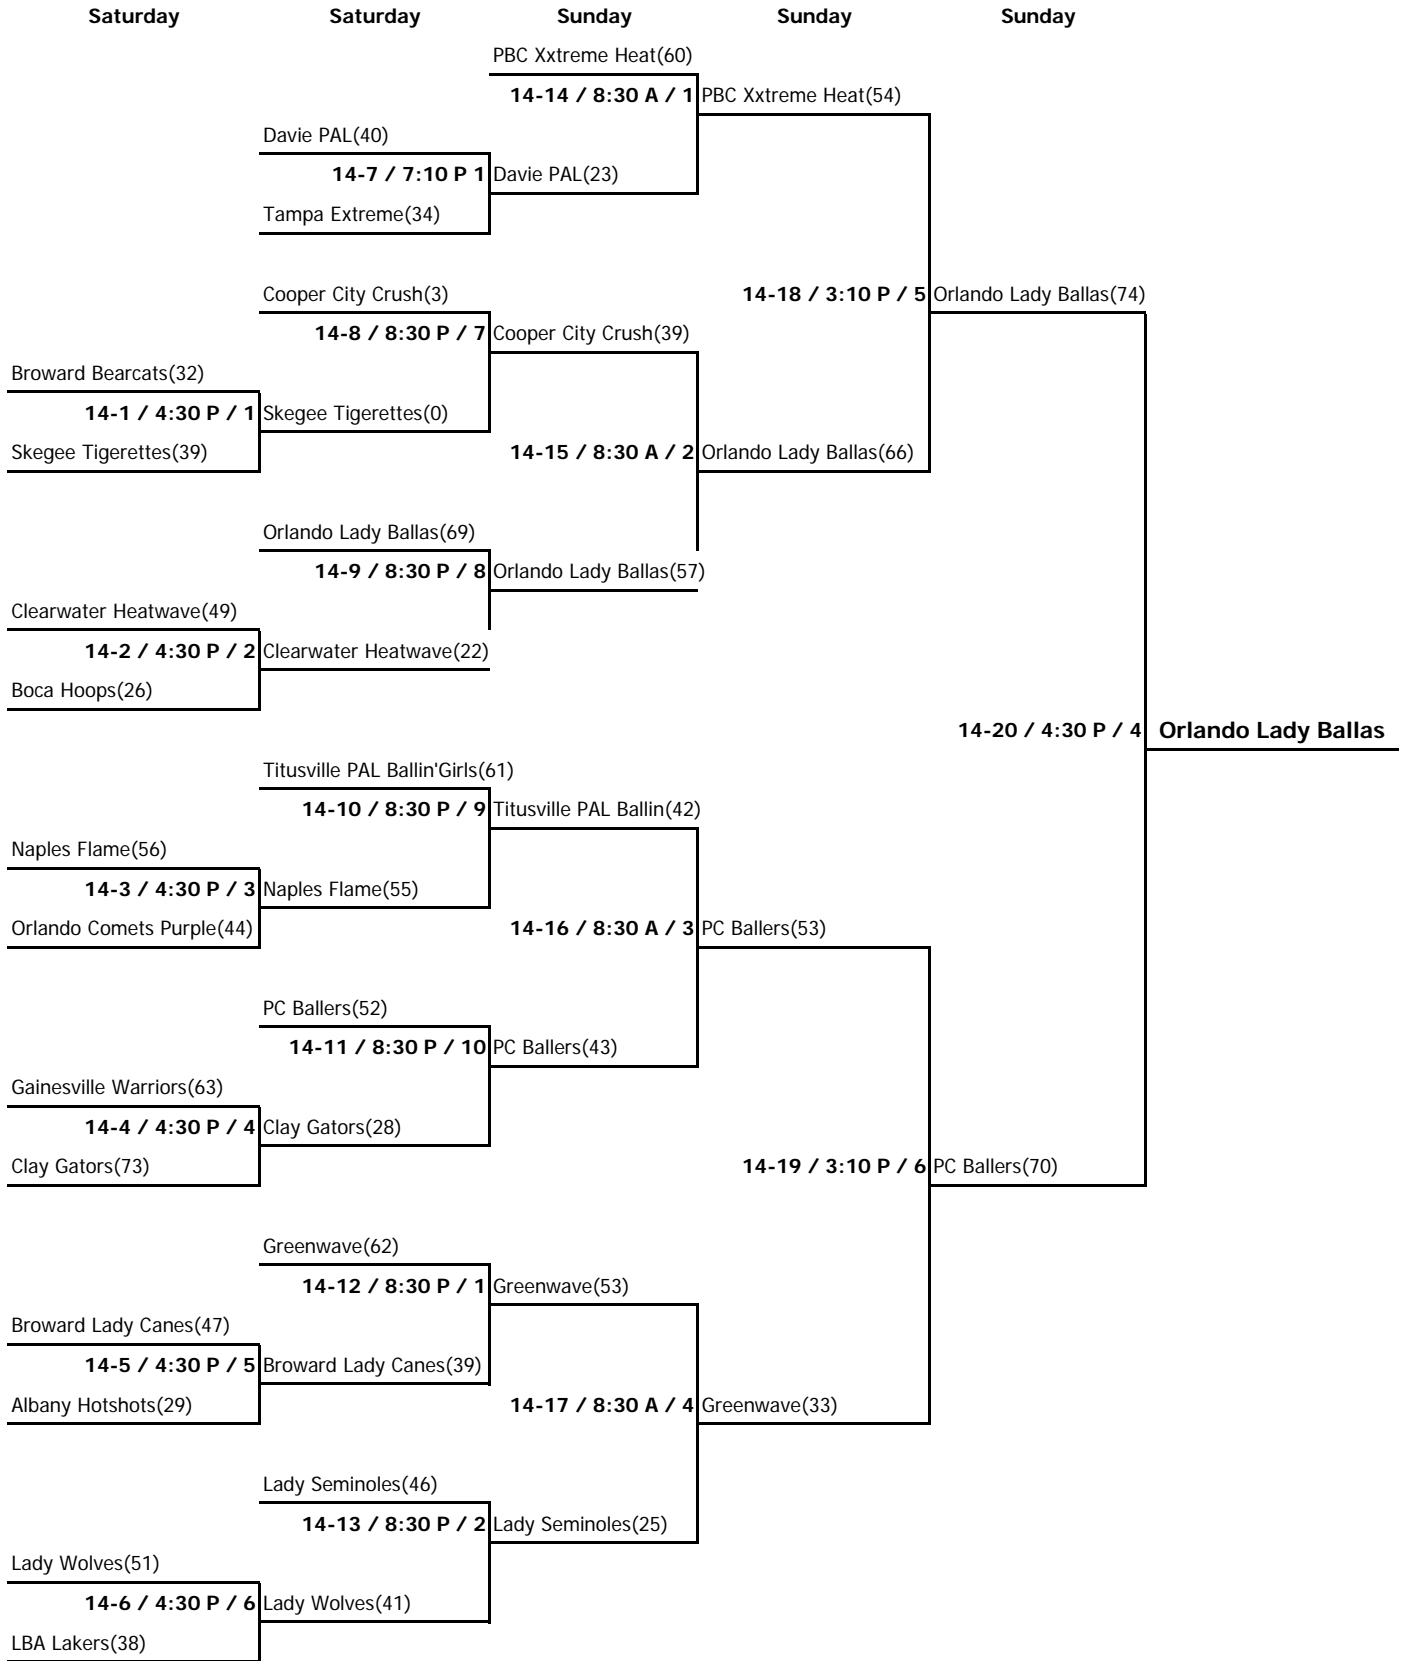 Saturday Saturday Sunday Sunday Sunday
PBC Xxtreme Heat(60)
14-14 / 8:30 A / 1 PBC Xxtreme Heat(54)
Davie PAL(40)
14-7 / 7:10 P 1 Davie PAL(23)
Tampa Extreme(34)
Cooper City Crush(3) 14-18 / 3:10 P / 5 Orlando Lady Ballas(74)
14-8 / 8:30 P / 7 Cooper City Crush(39)
Broward Bearcats(32)
14-1 / 4:30 P / 1 Skegee Tigerettes(0)
Skegee Tigerettes(39) 14-15 / 8:30 A / 2 Orlando Lady Ballas(66)
Orlando Lady Ballas(69)
14-9 / 8:30 P / 8 Orlando Lady Ballas(57)
Clearwater Heatwave(49)
14-2 / 4:30 P / 2 Clearwater Heatwave(22)
Boca Hoops(26)
14-20 / 4:30 P / 4 Orlando Lady Ballas
Titusville PAL Ballin'Girls(61)
14-10 / 8:30 P / 9 Titusville PAL Ballin(42)
Naples Flame(56)
14-3 / 4:30 P / 3 Naples Flame(55)
Orlando Comets Purple(44) 14-16 / 8:30 A / 3 PC Ballers(53)
PC Ballers(52)
14-11 / 8:30 P / 10 PC Ballers(43)
Gainesville Warriors(63)
14-4 / 4:30 P / 4 Clay Gators(28)
Clay Gators(73) 14-19 / 3:10 P / 6 PC Ballers(70)
Greenwave(62)
14-12 / 8:30 P / 1 Greenwave(53)
Broward Lady Canes(47)
14-5 / 4:30 P / 5 Broward Lady Canes(39)
Albany Hotshots(29) 14-17 / 8:30 A / 4 Greenwave(33)
Lady Seminoles(46)
14-13 / 8:30 P / 2 Lady Seminoles(25)
Lady Wolves(51)
14-6 / 4:30 P / 6 Lady Wolves(41)
LBA Lakers(38)